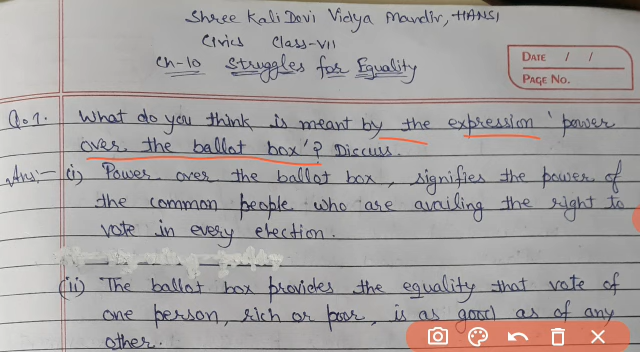 Shree Kali Devi Vidya Mandir, HANSI
Civics Class-VII
Ch-10 Struggles for Equality
DATE / /
PAGE NO.
Q.1. What do you think is meant by the expression 'power
over the ballot box'? Discuss.
Ans:- (i) Power over the ballot box, signifies the power of
the common people who are availing the right to
vote in every election.
(ii) The ballot box provides the equality that vote of
one person, rich or poor, is as good as of any
other.